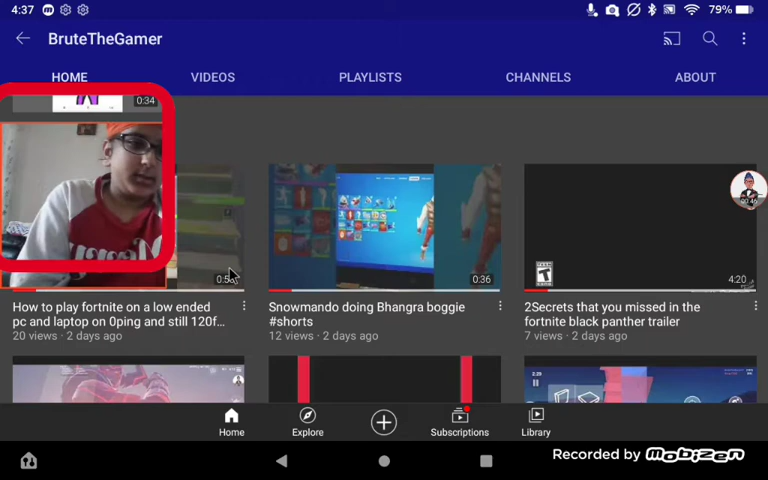 4:37
79%
BruteTheGamer
HOME
VIDEOS
PLAYLISTS
CHANNELS
ABOUT
0:34
0:36
4:20
How to play fortnite on a low ended
pc and laptop on 0ping and still 120f...
20 views · 2 days ago
Snowmando doing Bhangra boggie
#shorts
12 views · 2 days ago
2Secrets that you missed in the
fortnite black panther trailer
7 views · 2 days ago
00:46
Home
Explore
Subscriptions
Library
Recorded by mobizen